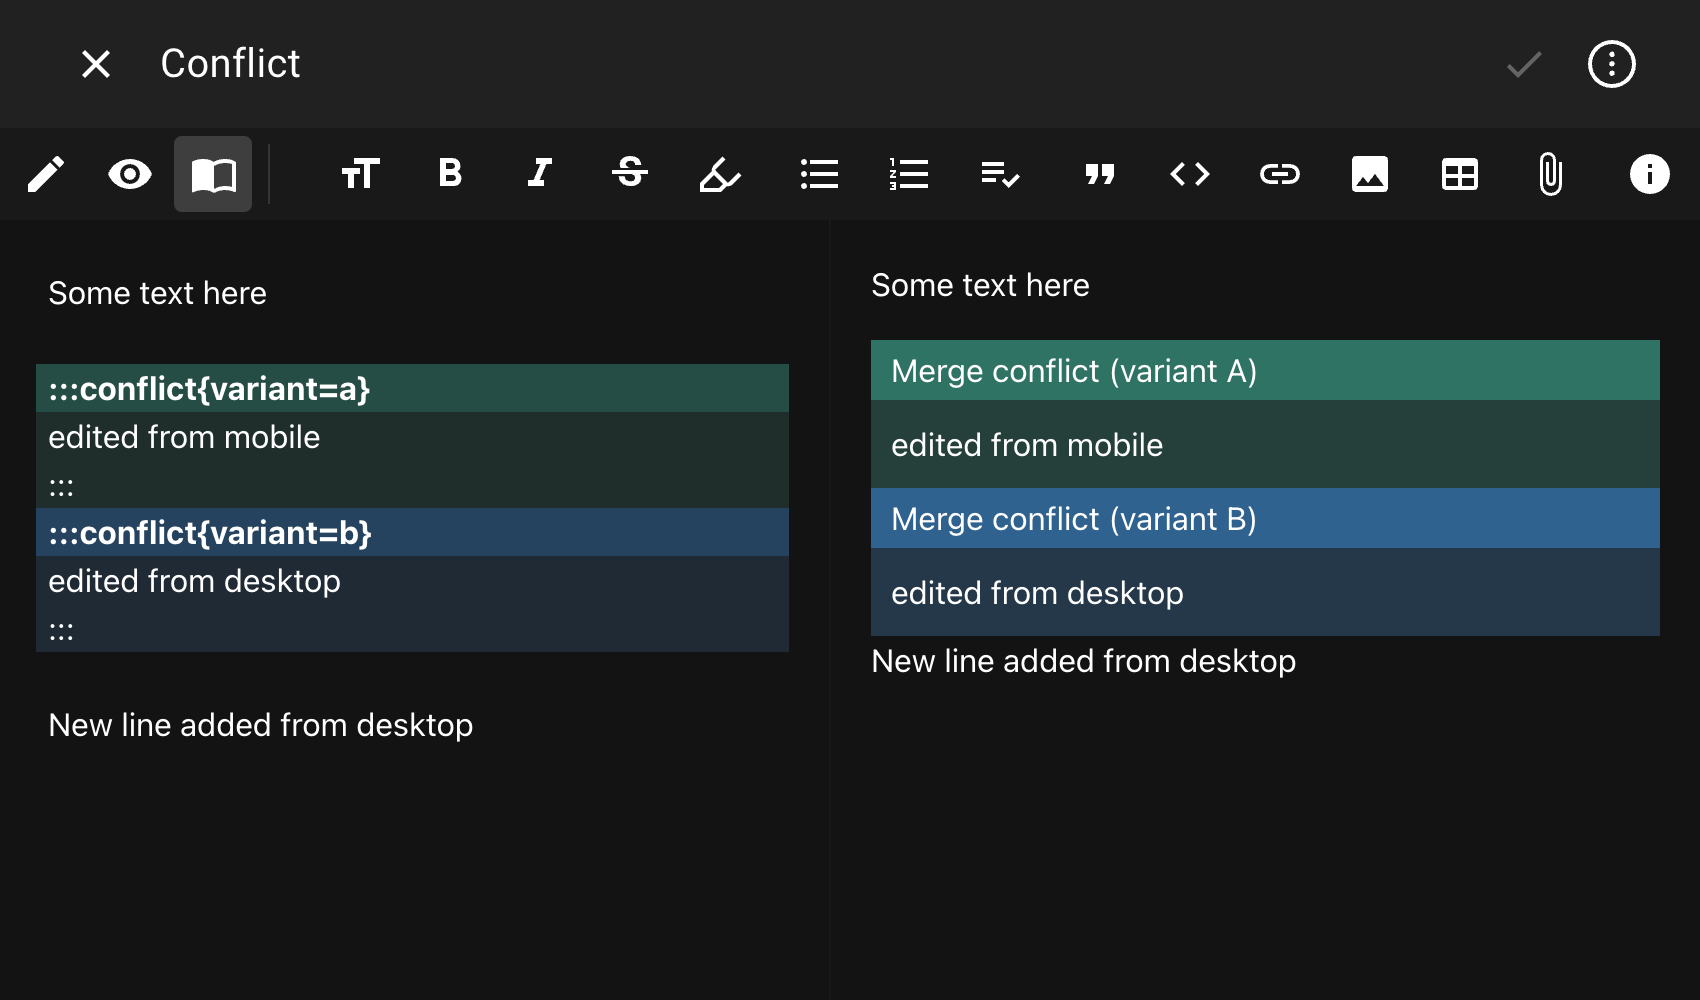 Conflict
Some text here
:::conflict{variant=a}
edited from mobile
:::
:::conflict{variant=b}
edited from desktop
:::
New line added from desktop
Some text here
Merge conflict (variant A)
edited from mobile
Merge conflict (variant B)
edited from desktop
New line added from desktop